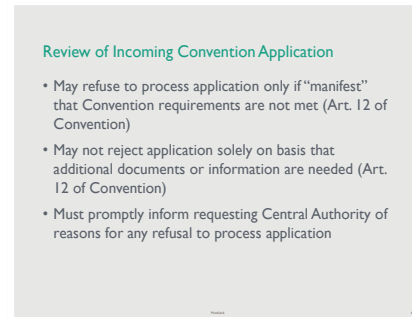 Review of Incoming Convention Application
• May refuse to process application only if “manifest”
that Convention requirements are not met (Art. 12 of
Convention)
• May not reject application solely on basis that
additional documents or information are needed (Art.
12 of Convention)
• Must promptly inform requesting Central Authority of
reasons for any refusal to process application